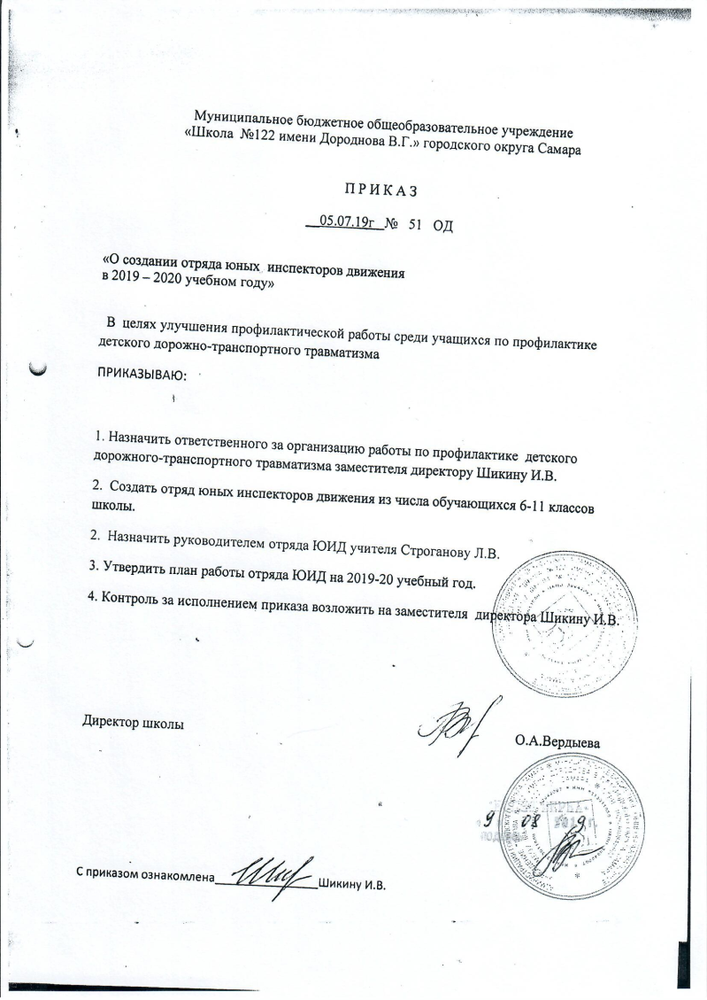 Муниципальное бюджетное общеобразовательное учреждение
«Школа №122 имени Дороднова В.Г.» городского округа Самара
П Р И К А З
05.07.19г № 51 ОД
«О создании отряда юных инспекторов движения
в 2019 – 2020 учебном году»
В целях улучшения профилактической работы среди учащихся по профилактике
детского дорожно-транспортного травматизма
ПРИКАЗЫВАЮ:
1. Назначить ответственного за организацию работы по профилактике детского
дорожного-транспортного травматизма заместителя директору Шикину И.В.
2. Создать отряд юных инспекторов движения из числа обучающихся 6-11 классов
школы.
2. Назначить руководителем отряда ЮИД учителя Строганову Л.В.
3. Утвердить план работы отряда ЮИД на 2019-20 учебный год.
4. Контроль за исполнением приказа возложить на заместителя директора Шикину И.В.
Директор школы
О.А.Вердыева
9 08 9
С приказом ознакомлена Шикину И.В.